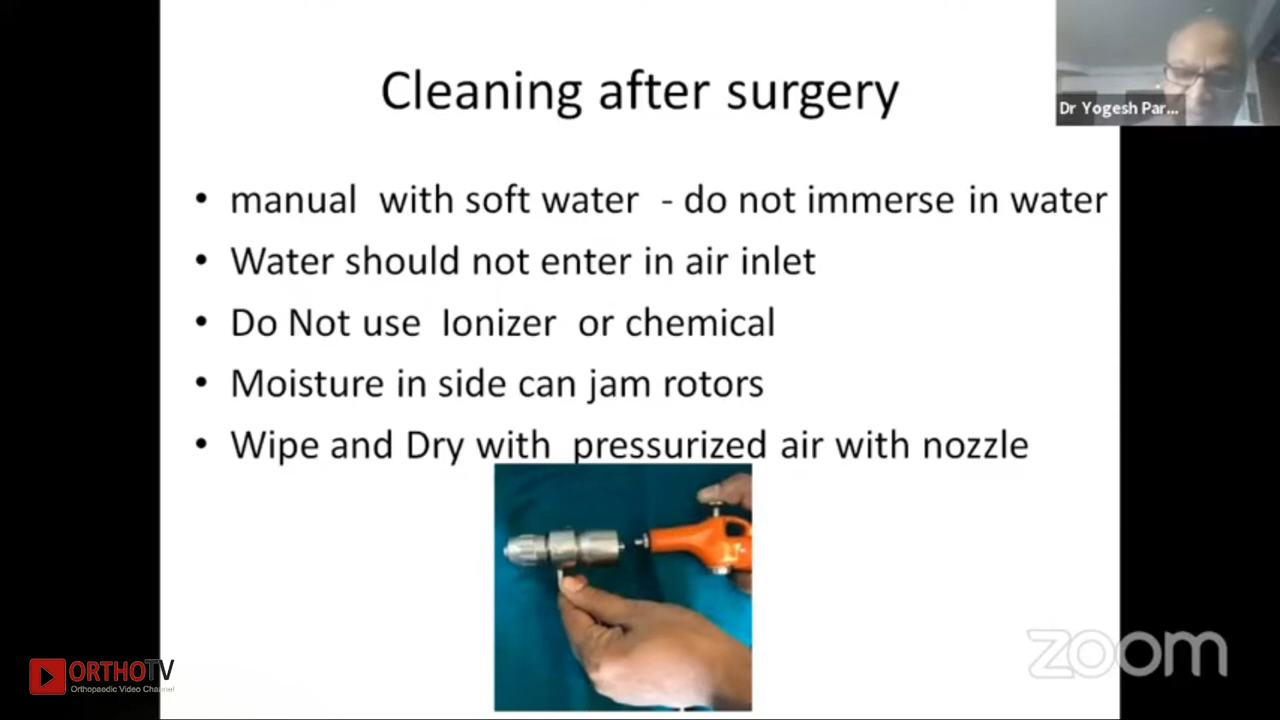 Cleaning after surgery
Dr Yogesh Par...
• manual with soft water - do not immerse in water
• Water should not enter in air inlet
• Do Not use Ionizer or chemical
• Moisture in side can jam rotors
• Wipe and Dry with pressurized air with nozzle
ORTHOTV
Orthopaedic Video Channel
zoom